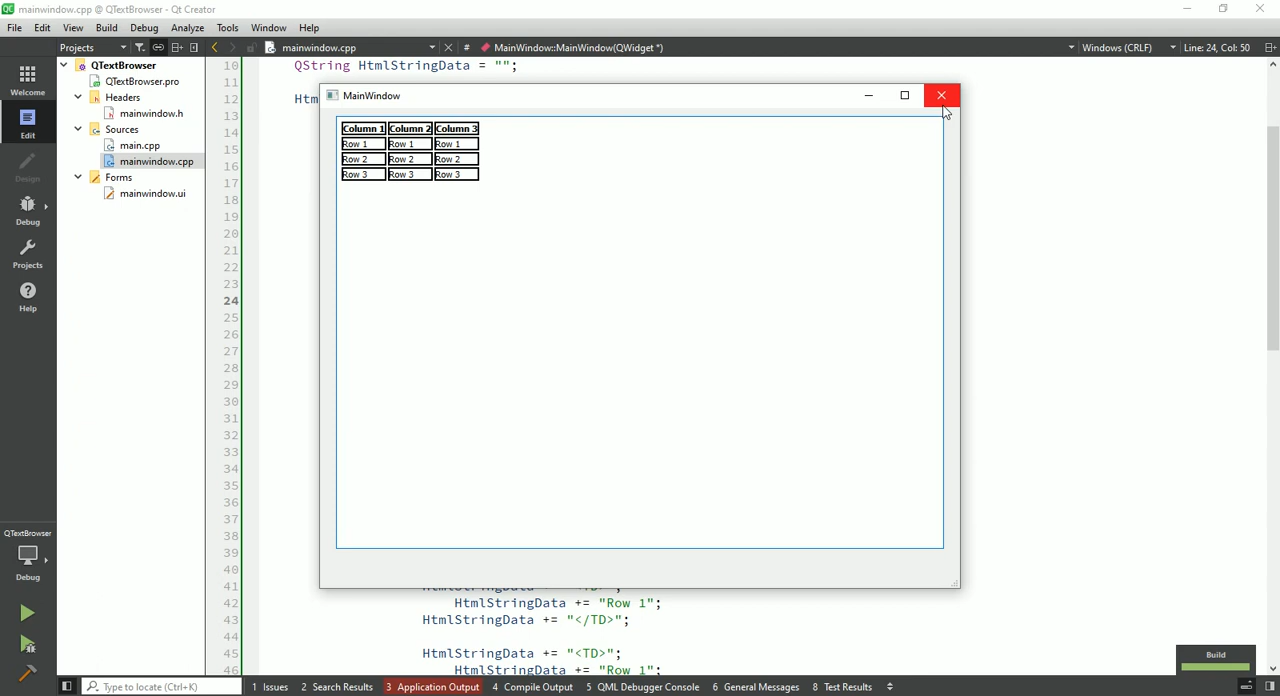 mainwindow.cpp @ QTextBrowser - Qt Creator
File Edit View Build Debug Analyze Tools Window Help
Projects mainwindow.cpp # MainWindow::MainWindow(QWidget *) Windows (CRLF) Line: 24, Col: 50
Welcome
Edit
Design
Debug
Projects
Help
QTextBrowser
Debug
QTextBrowser
QTextBrowser.pro
Headers
mainwindow.h
Sources
main.cpp
mainwindow.cpp
Forms
mainwindow.ui
10 QString HtmlStringData = "";
11
12 Htm
13
14
15
16
17
18
19
20
21
22
23
24
25
26
27
28
29
30
31
32
33
34
35
36
37
38
39
40
41
42 HtmlStringData += "Row 1";
43 HtmlStringData += "</TD>";
44
45 HtmlStringData += "<TD>";
46 HtmlStringData += "Row 1";
MainWindow
Column 1 Column 2 Column 3
Row 1 Row 1 Row 1
Row 2 Row 2 Row 2
Row 3 Row 3 Row 3
Build
Type to locate (Ctrl+K) 1 Issues 2 Search Results 3 Application Output 4 Compile Output 5 QML Debugger Console 6 General Messages 8 Test Results